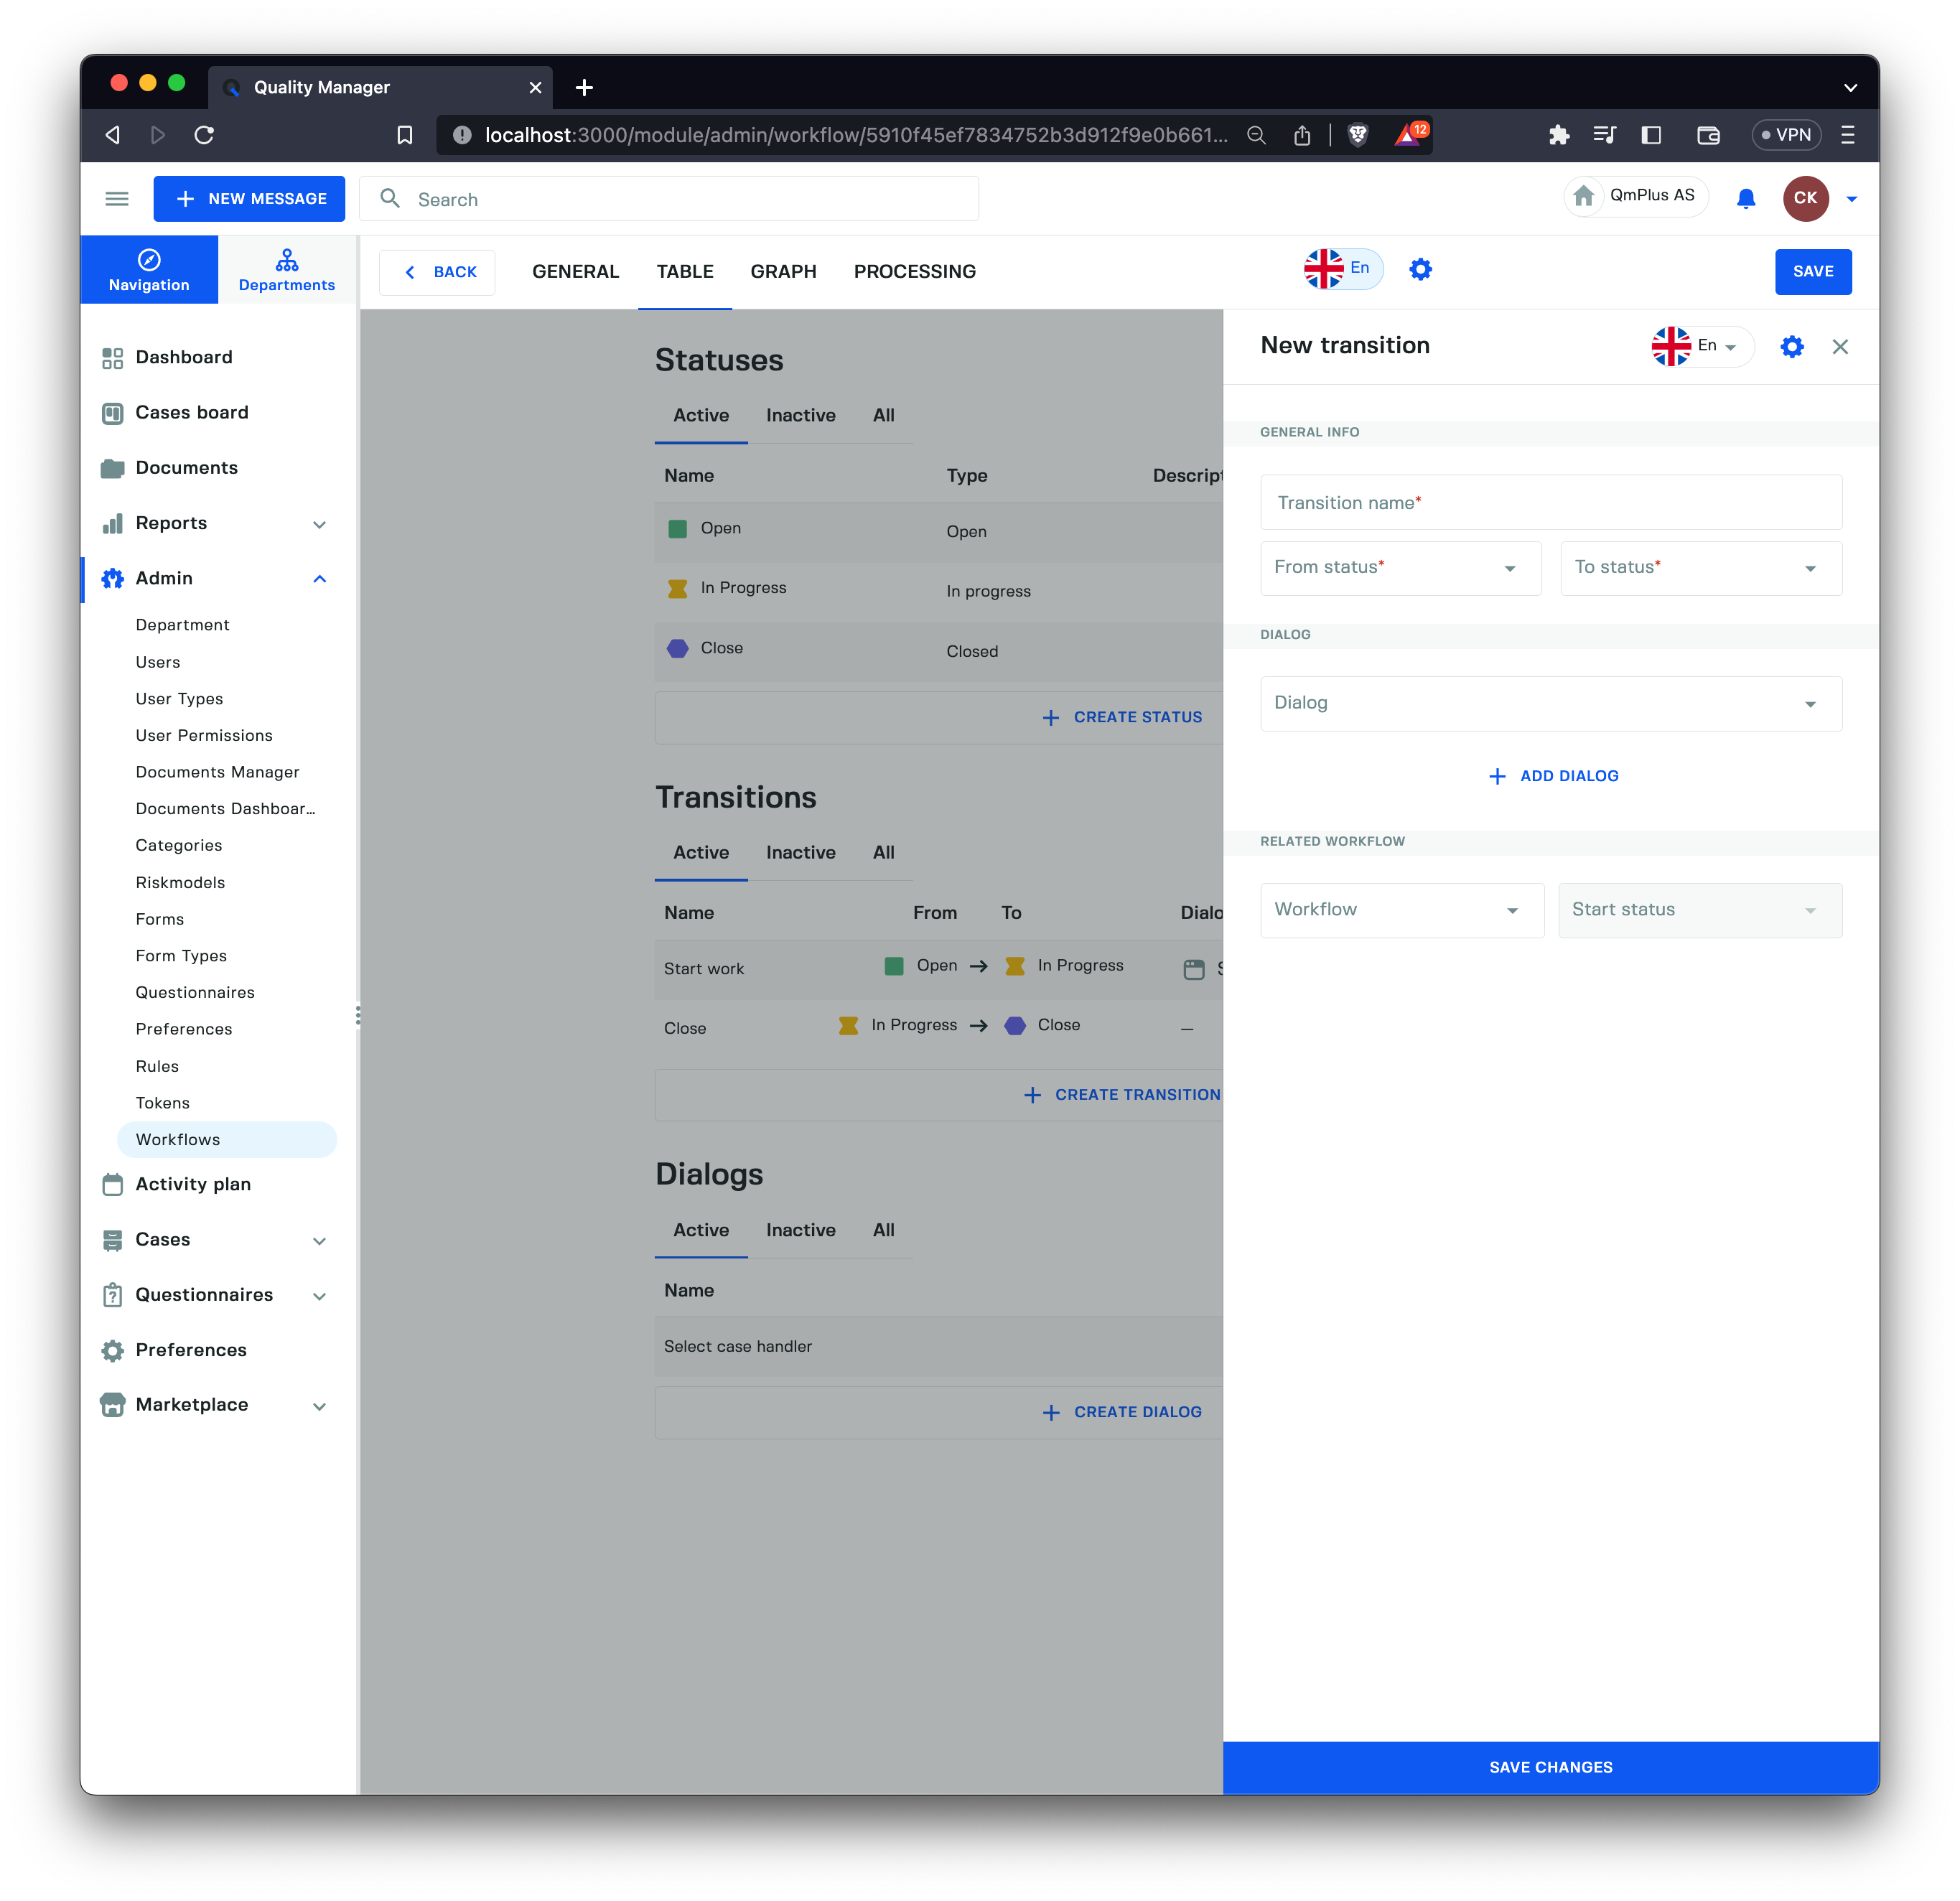 Quality Manager
localhost:3000/module/admin/workflow/5910f45ef7834752b3d912f9e0b661...
12
VPN
NEW MESSAGE
Search
QmPlus AS
CK
Navigation
Departments
BACK
GENERAL
TABLE
GRAPH
PROCESSING
En
SAVE
Dashboard
Cases board
Documents
Reports
Admin
Department
Users
User Types
User Permissions
Documents Manager
Documents Dashboar...
Categories
Riskmodels
Forms
Form Types
Questionnaires
Preferences
Rules
Tokens
Workflows
Activity plan
Cases
Questionnaires
Preferences
Marketplace
Statuses
Active Inactive All
Name Type Descript
Open Open
In Progress In progress
Close Closed
CREATE STATUS
Transitions
Active Inactive All
Name From To Dialo
Start work Open In Progress S
Close In Progress Close –
CREATE TRANSITION
Dialogs
Active Inactive All
Name
Select case handler
CREATE DIALOG
New transition
En
GENERAL INFO
Transition name*
From status* To status*
DIALOG
Dialog
ADD DIALOG
RELATED WORKFLOW
Workflow Start status
SAVE CHANGES